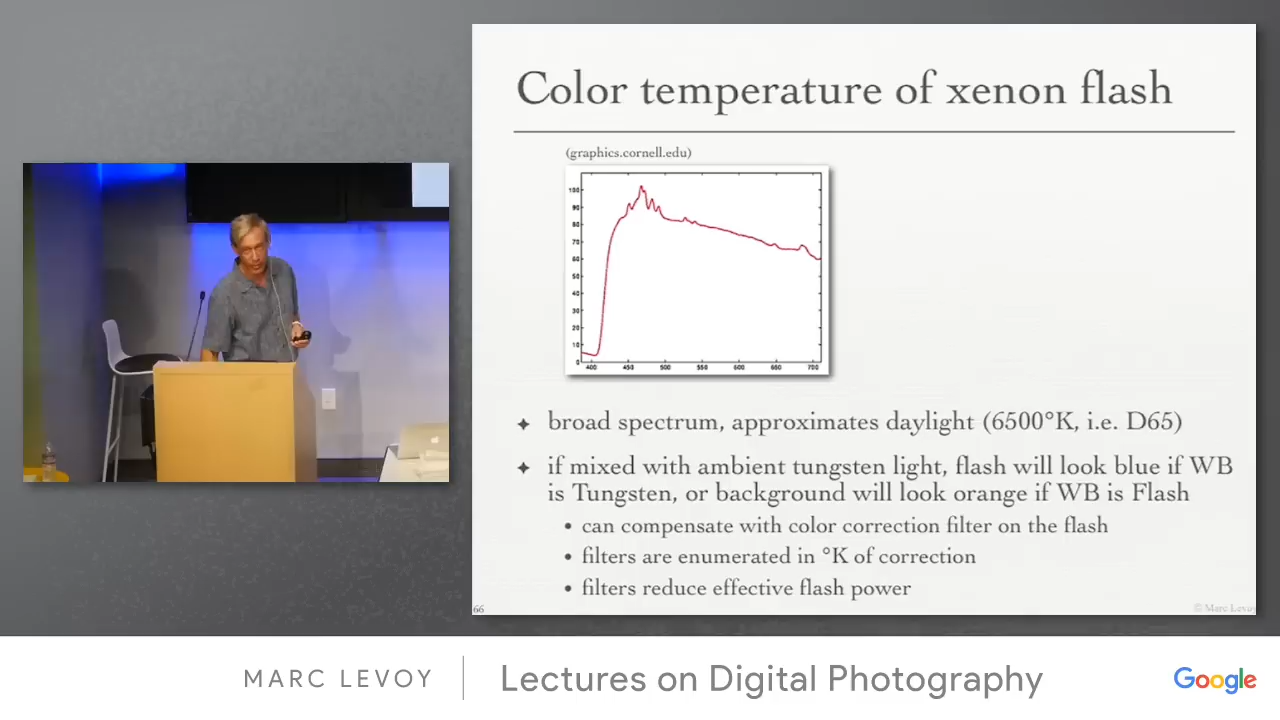 Color temperature of xenon flash
(graphics.cornell.edu)
100
90
80
70
60
50
40
30
20
10
0
400 450 500 550 600 650 700
✦ broad spectrum, approximates daylight (6500°K, i.e. D65)
✦ if mixed with ambient tungsten light, flash will look blue if WB
is Tungsten, or background will look orange if WB is Flash
• can compensate with color correction filter on the flash
• filters are enumerated in °K of correction
• filters reduce effective flash power
66
© Marc Levoy
MARC LEVOY
Lectures on Digital Photography
Google